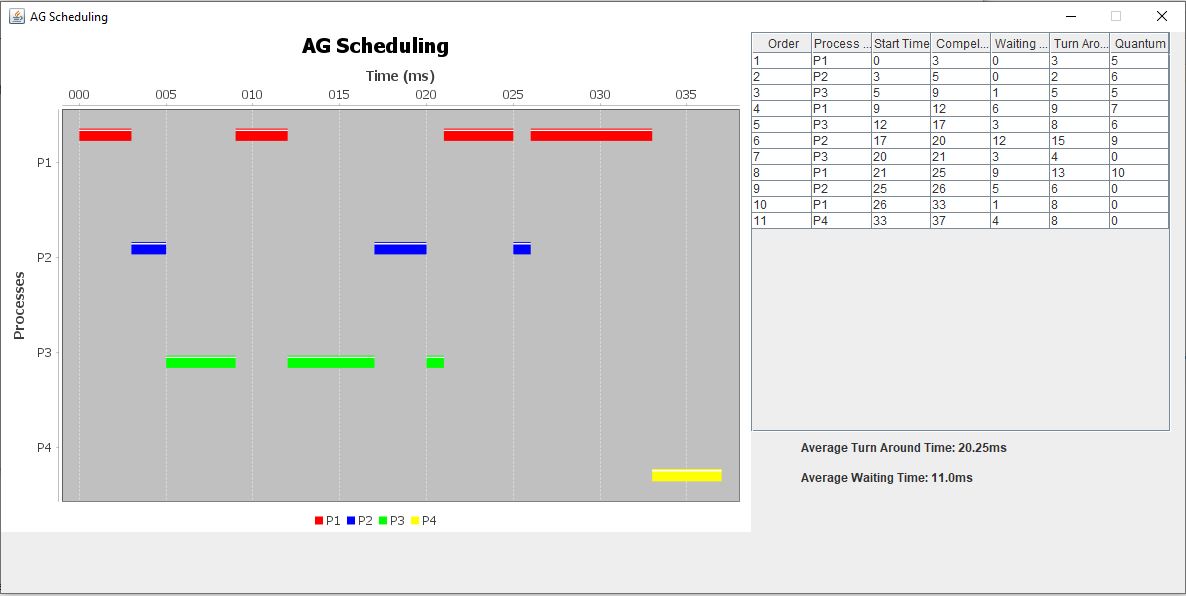 AG Scheduling
AG Scheduling
Time (ms)
000 005 010 015 020 025 030 035
Processes
P1
P2
P3
P4
P1 P2 P3 P4
Order Process ... Start Time Compel... Waiting ... Turn Aro... Quantum
1 P1 0 3 0 3 5
2 P2 3 5 0 2 6
3 P3 5 9 1 5 5
4 P1 9 12 6 9 7
5 P3 12 17 3 8 6
6 P2 17 20 12 15 9
7 P3 20 21 3 4 0
8 P1 21 25 9 13 10
9 P2 25 26 5 6 0
10 P1 26 33 1 8 0
11 P4 33 37 4 8 0
Average Turn Around Time: 20.25ms
Average Waiting Time: 11.0ms